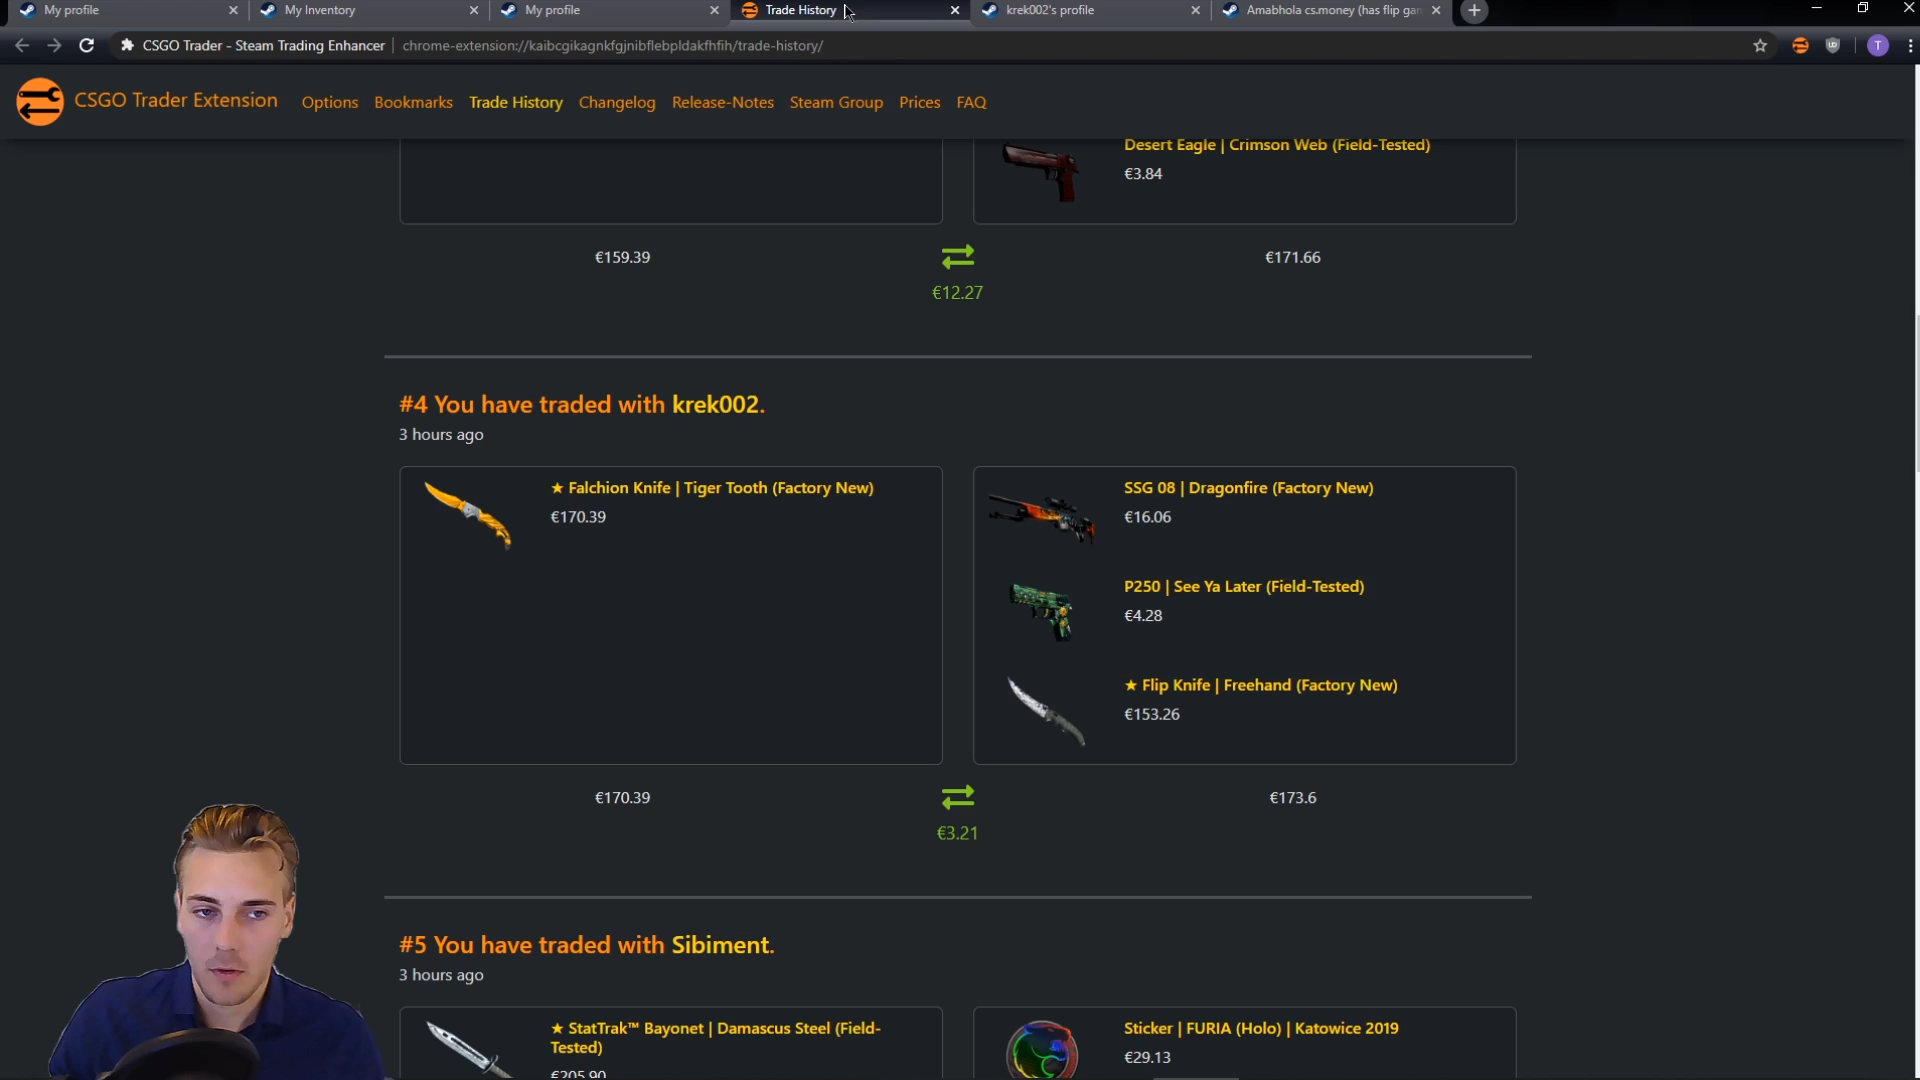 My profile
My Inventory
My profile
Trade History
krek002's profile
Amabhola cs.money (has flip gam
CSGO Trader - Steam Trading Enhancer
chrome-extension://kaibcgikagnkfgjnibflebpldakfhfih/trade-history/
T
CSGO Trader Extension
Options
Bookmarks
Trade History
Changelog
Release-Notes
Steam Group
Prices
FAQ
Desert Eagle | Crimson Web (Field-Tested)
€3.84
€159.39
€171.66
€12.27
#4 You have traded with krek002.
3 hours ago
★ Falchion Knife | Tiger Tooth (Factory New)
€170.39
SSG 08 | Dragonfire (Factory New)
€16.06
P250 | See Ya Later (Field-Tested)
€4.28
★ Flip Knife | Freehand (Factory New)
€153.26
€170.39
€173.6
€3.21
#5 You have traded with Sibiment.
3 hours ago
★ StatTrak™ Bayonet | Damascus Steel (Field-
Tested)
€205.90
Sticker | FURIA (Holo) | Katowice 2019
€29.13